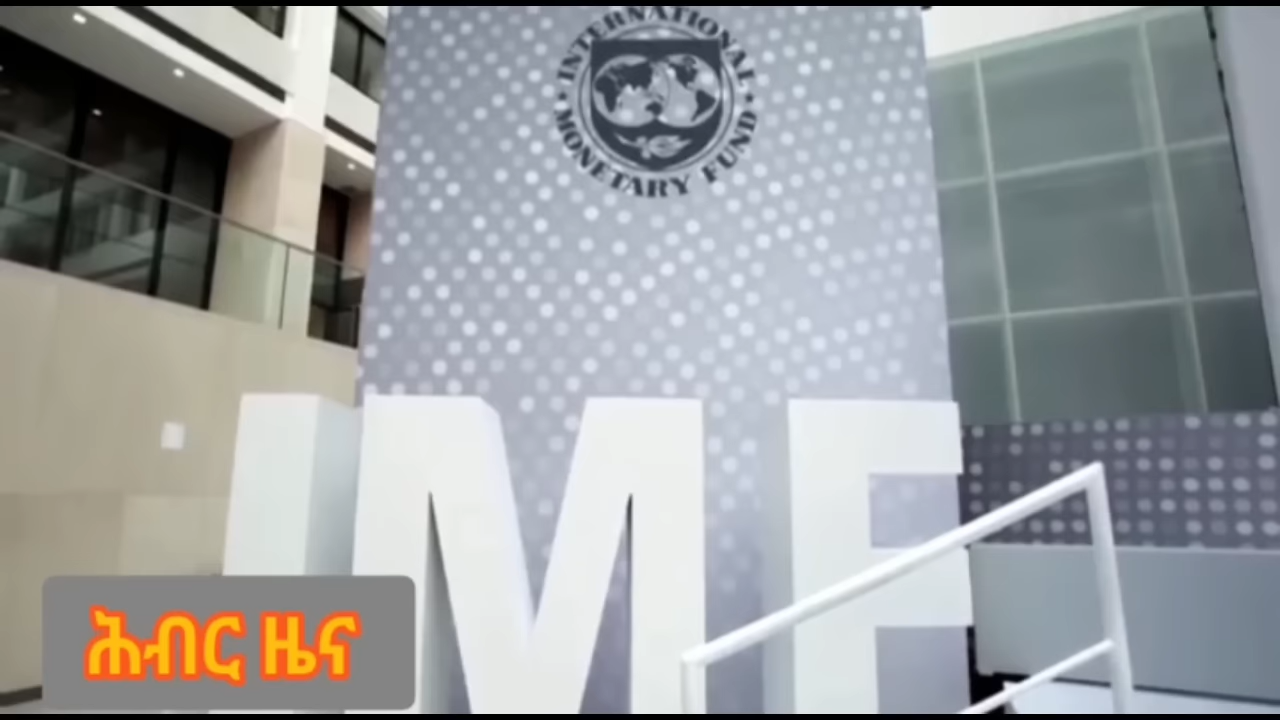 INTERNATIONAL
MONETARY FUND
IMF
ሕብር ዜና